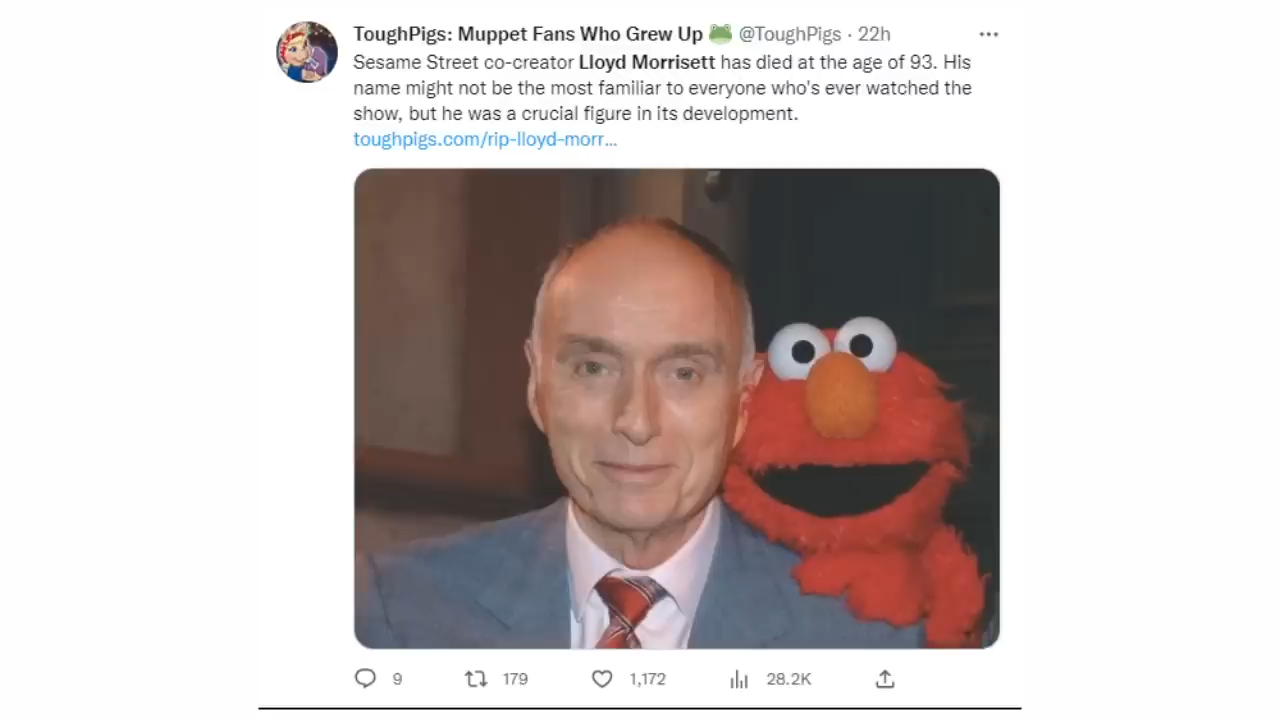 ToughPigs: Muppet Fans Who Grew Up 🐸 @ToughPigs · 22h
Sesame Street co-creator Lloyd Morrisett has died at the age of 93. His
name might not be the most familiar to everyone who's ever watched the
show, but he was a crucial figure in its development.
toughpigs.com/rip-lloyd-morr...
9 179 1,172 28.2K